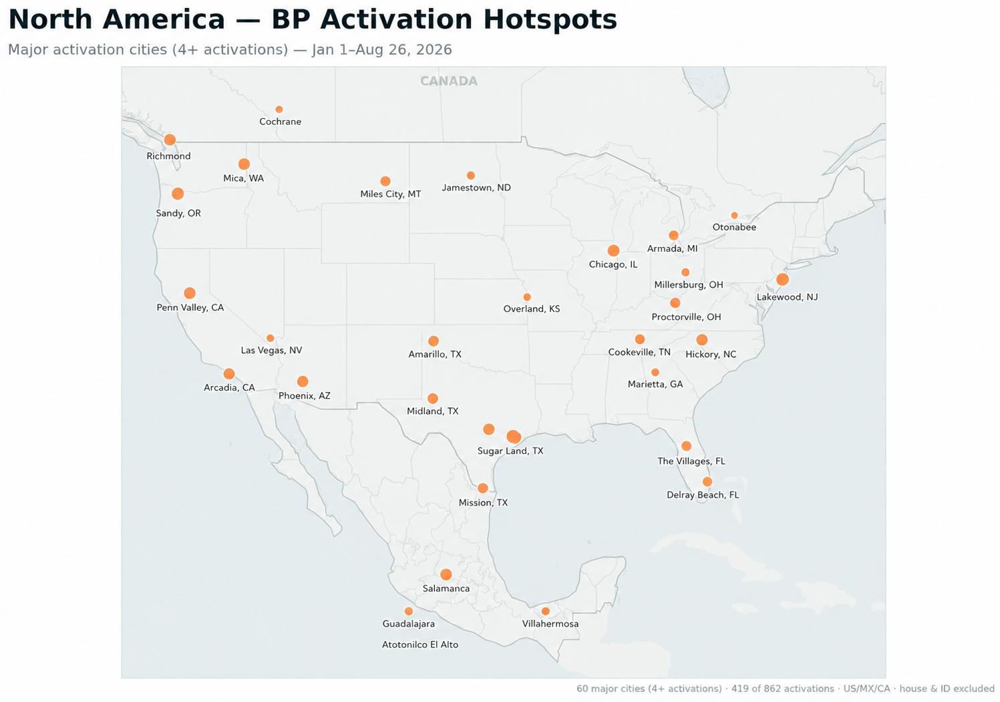 North America — BP Activation Hotspots
Major activation cities (4+ activations) — Jan 1–Aug 26, 2026
CANADA
Cochrane
Richmond
Mica, WA
Jamestown, ND
Miles City, MT
Sandy, OR
Otonabee
Armada, MI
Chicago, IL
Millersburg, OH
Lakewood, NJ
Penn Valley, CA
Overland, KS
Proctorville, OH
Las Vegas, NV
Amarillo, TX
Cookeville, TN
Hickory, NC
Arcadia, CA
Marietta, GA
Phoenix, AZ
Midland, TX
Sugar Land, TX
The Villages, FL
Delray Beach, FL
Mission, TX
Salamanca
Guadalajara
Villahermosa
Atotonilco El Alto
60 major cities (4+ activations) · 419 of 862 activations · US/MX/CA · house & ID excluded